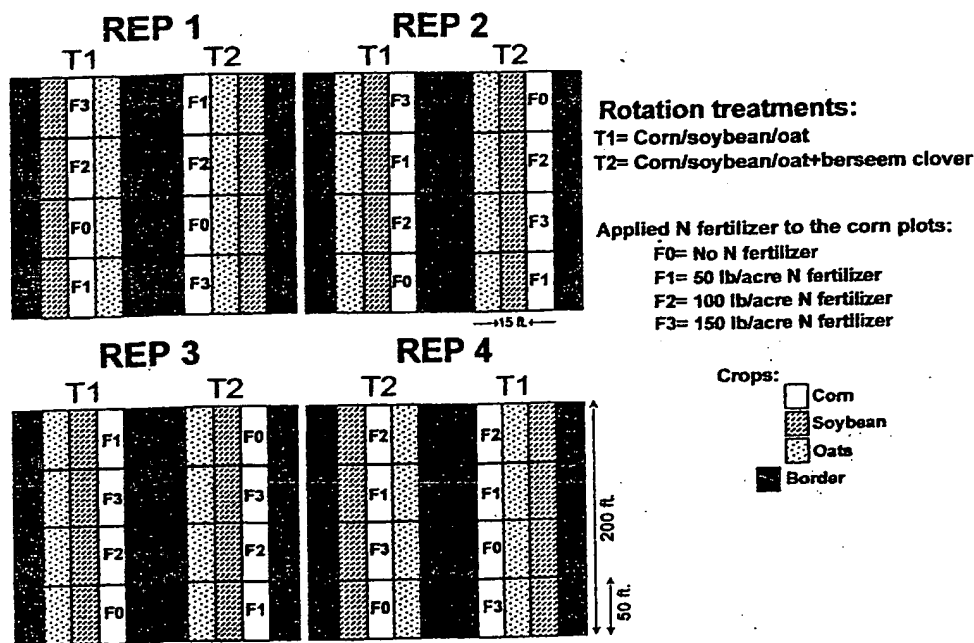 REP 1
T1 T2
F3 F1
F2 F2
F0 F0
F1 F3
REP 2
T1 T2
F3 F0
F1 F2
F2 F3
F0 F1
15 ft.
Rotation treatments:
T1= Corn/soybean/oat
T2= Corn/soybean/oat+berseem clover
Applied N fertilizer to the corn plots:
F0= No N fertilizer
F1= 50 lb/acre N fertilizer
F2= 100 lb/acre N fertilizer
F3= 150 lb/acre N fertilizer
REP 3
T1 T2
F1 F0
F3 F3
F2 F2
F0 F1
REP 4
T2 T1
F2 F2
F1 F1
F3 F0
F0 F3
200 ft.
50 ft.
Crops:
Corn
Soybean
Oats
Border